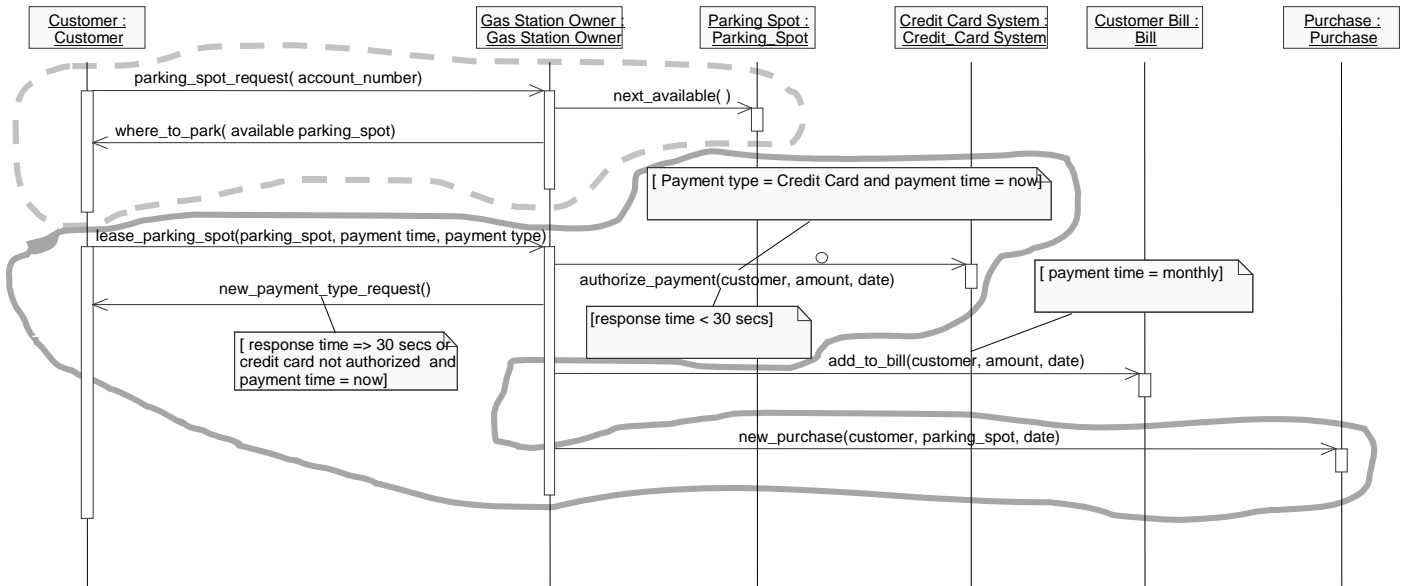 Customer :
Customer
Gas Station Owner :
Gas Station Owner
Parking Spot :
Parking_Spot
Credit Card System :
Credit_Card System
Customer Bill :
Bill
Purchase :
Purchase
parking_spot_request( account_number)
next_available( )
where_to_park( available parking_spot)
[ Payment type = Credit Card and payment time = now]
lease_parking_spot(parking_spot, payment time, payment type)
authorize_payment(customer, amount, date)
[ payment time = monthly]
new_payment_type_request()
[response time < 30 secs]
[ response time => 30 secs or
credit card not authorized  and
payment time = now]
add_to_bill(customer, amount, date)
new_purchase(customer, parking_spot, date)